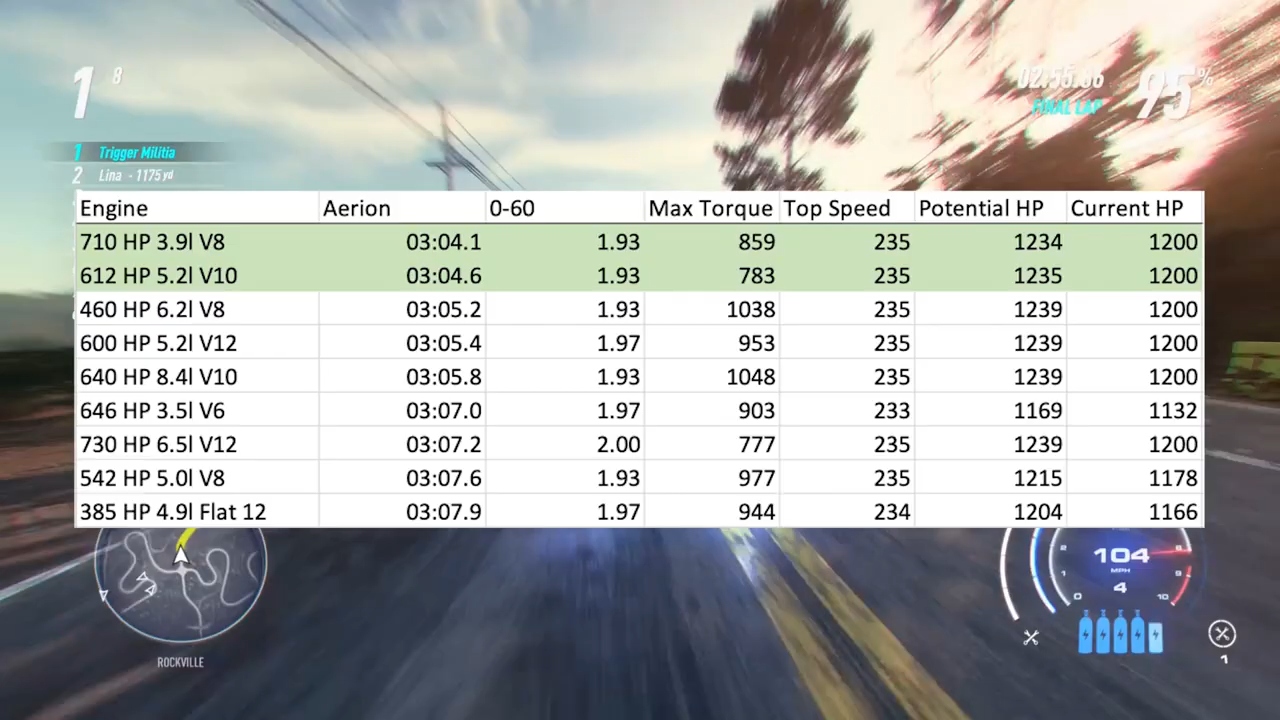 1 8
02:55.06 95%
FINAL LAP
1 Trigger Militia
2 Lina - 1175 yd
Engine Aerion 0-60 Max Torque Top Speed Potential HP Current HP
710 HP 3.9l V8 03:04.1 1.93 859 235 1234 1200
612 HP 5.2l V10 03:04.6 1.93 783 235 1235 1200
460 HP 6.2l V8 03:05.2 1.93 1038 235 1239 1200
600 HP 5.2l V12 03:05.4 1.97 953 235 1239 1200
640 HP 8.4l V10 03:05.8 1.93 1048 235 1239 1200
646 HP 3.5l V6 03:07.0 1.97 903 233 1169 1132
730 HP 6.5l V12 03:07.2 2.00 777 235 1239 1200
542 HP 5.0l V8 03:07.6 1.93 977 235 1215 1178
385 HP 4.9l Flat 12 03:07.9 1.97 944 234 1204 1166
2 8
104
MPH
1 9
4
0 10
1
ROCKVILLE